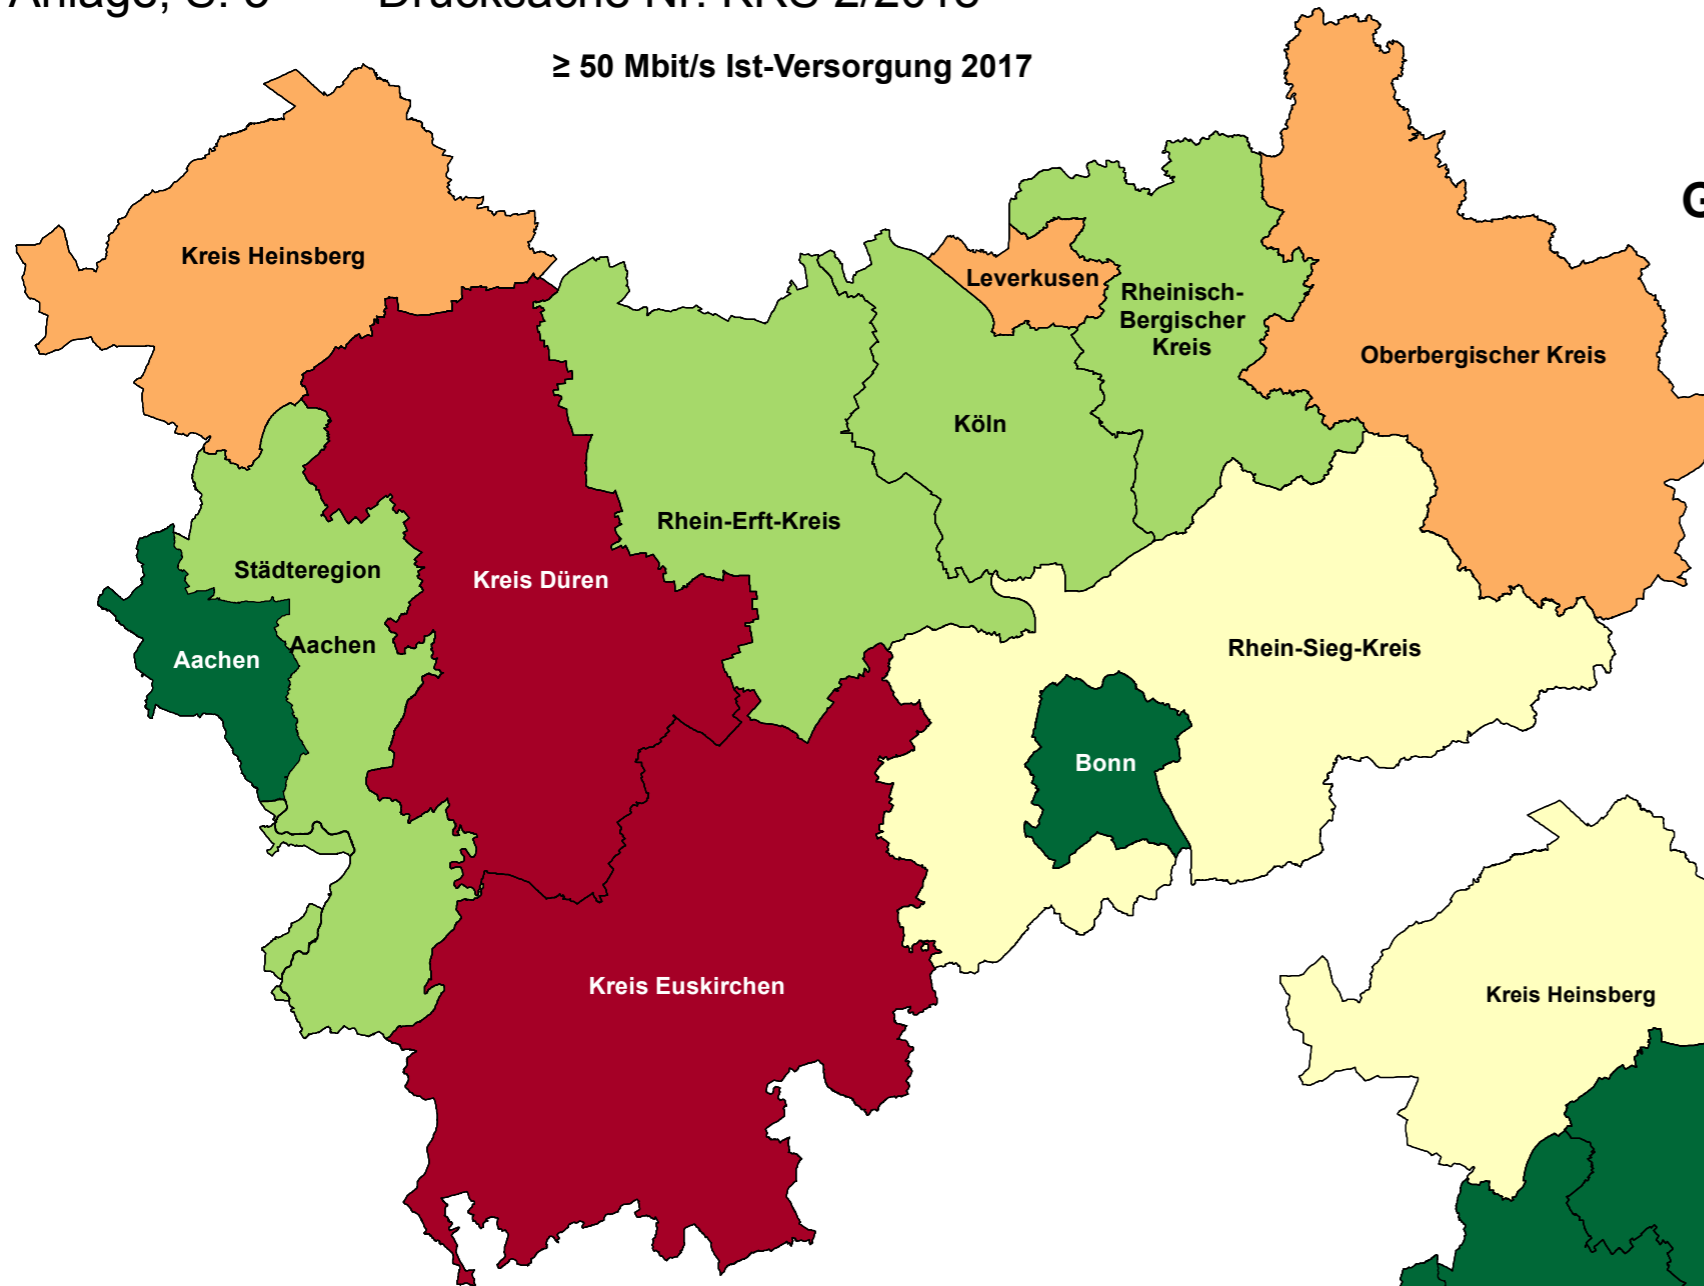 ≥ 50 Mbit/s Ist-Versorgung 2017
Kreis Heinsberg
Leverkusen
Rheinisch-
Bergischer
Kreis
Oberbergischer Kreis
Köln
Rhein-Erft-Kreis
Städteregion
Aachen
Kreis Düren
Aachen
Rhein-Sieg-Kreis
Bonn
Kreis Euskirchen
Kreis Heinsberg